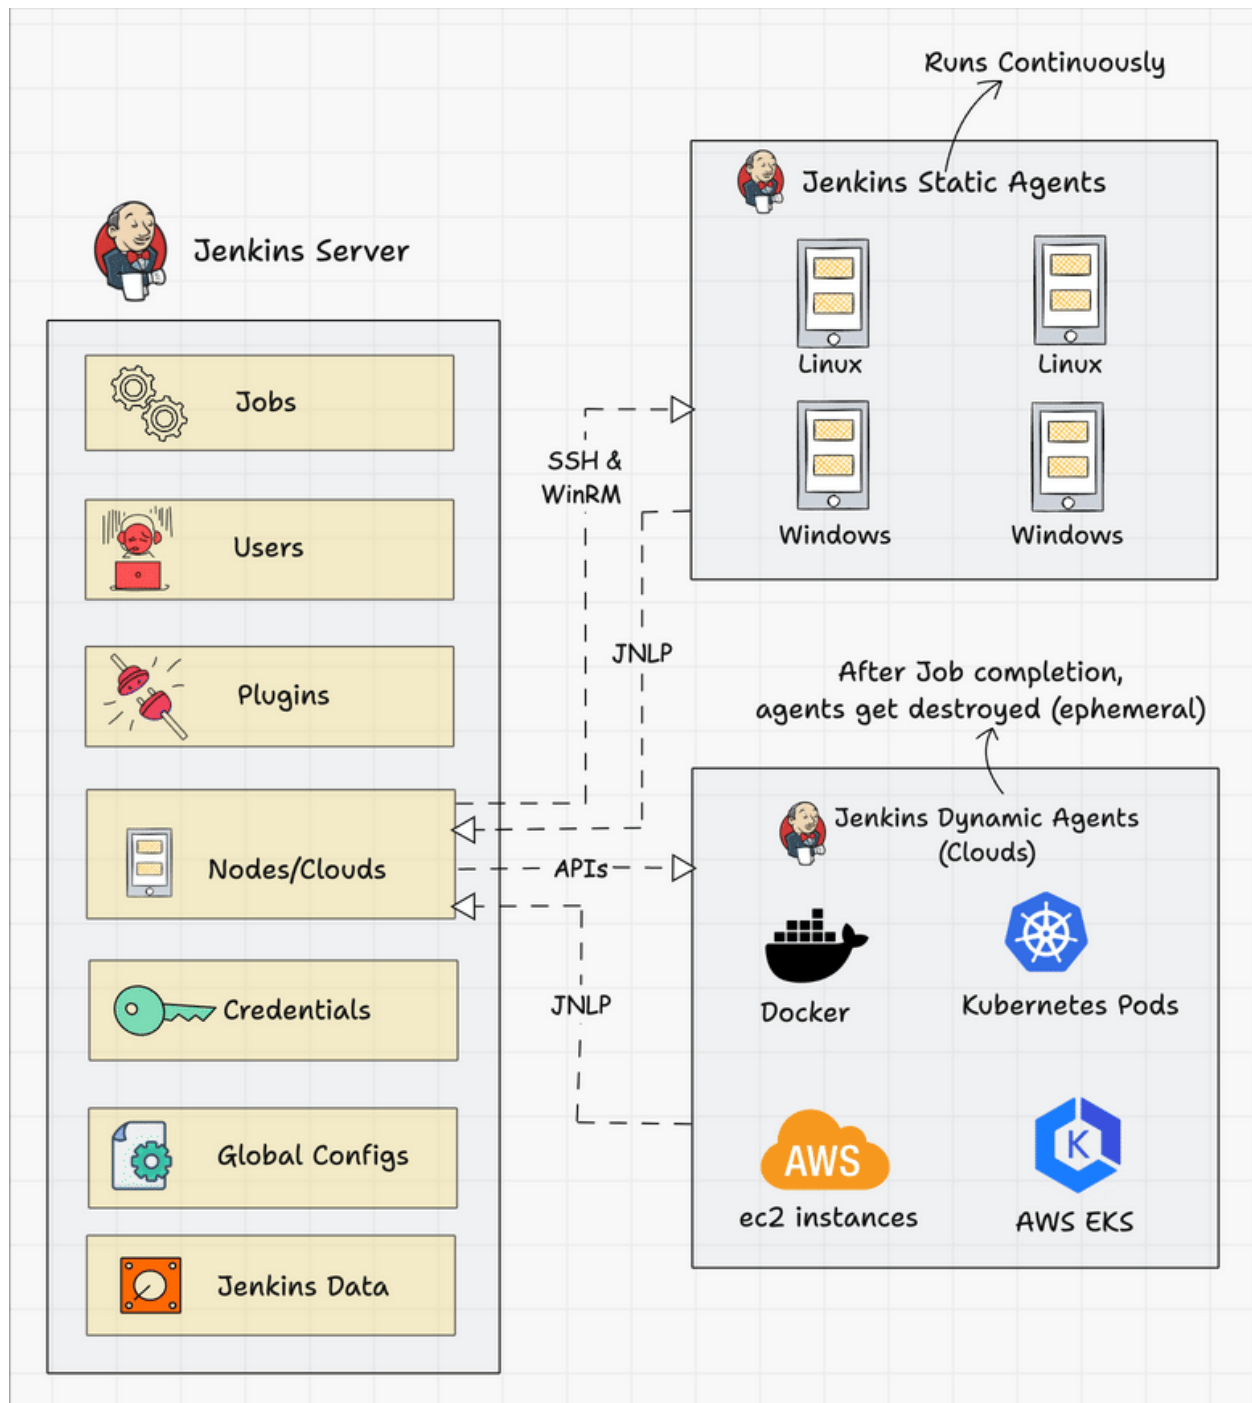 Runs Continuously
Jenkins Static Agents
Linux
Linux
Windows
Windows
Jenkins Server
Jobs
Users
Plugins
Nodes/Clouds
Credentials
Global Configs
Jenkins Data
SSH &
WinRM
JNLP
APIs
JNLP
After Job completion,
agents get destroyed (ephemeral)
Jenkins Dynamic Agents
(Clouds)
Docker
Kubernetes Pods
AWS
ec2 instances
K
AWS EKS